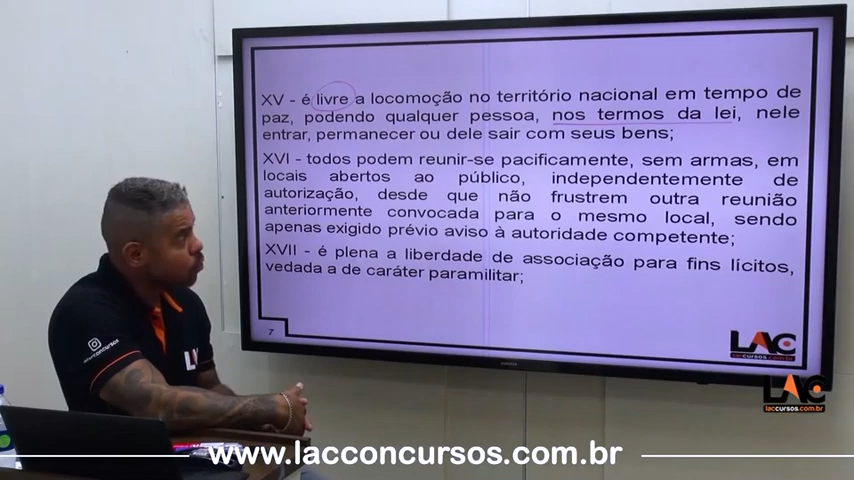 XV - é livre a locomoção no território nacional em tempo de
paz, podendo qualquer pessoa, nos termos da lei, nele
entrar, permanecer ou dele sair com seus bens;
XVI - todos podem reunir-se pacificamente, sem armas, em
locais abertos ao público, independentemente de
autorização, desde que não frustrem outra reunião
anteriormente convocada para o mesmo local, sendo
apenas exigido prévio aviso à autoridade competente;
XVII - é plena a liberdade de associação para fins lícitos,
vedada a de caráter paramilitar;
7
LAC
laccursos.com.br
LAC
laccursos.com.br
www.lacconcursos.com.br